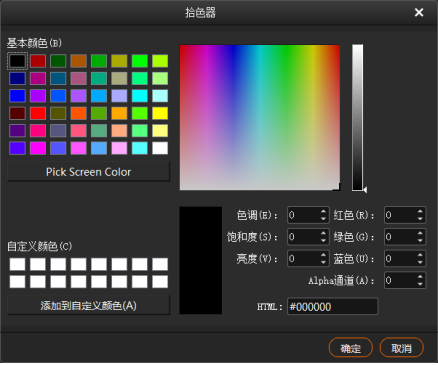 拾色器
基本颜色(B)
Pick Screen Color
色调(E): 0 红色(R): 0
饱和度(S): 0 绿色(G): 0
亮度(V): 0 蓝色(U): 0
Alpha通道(A): 0
自定义颜色(C)
添加到自定义颜色(A)
HTML: #000000
确定 取消